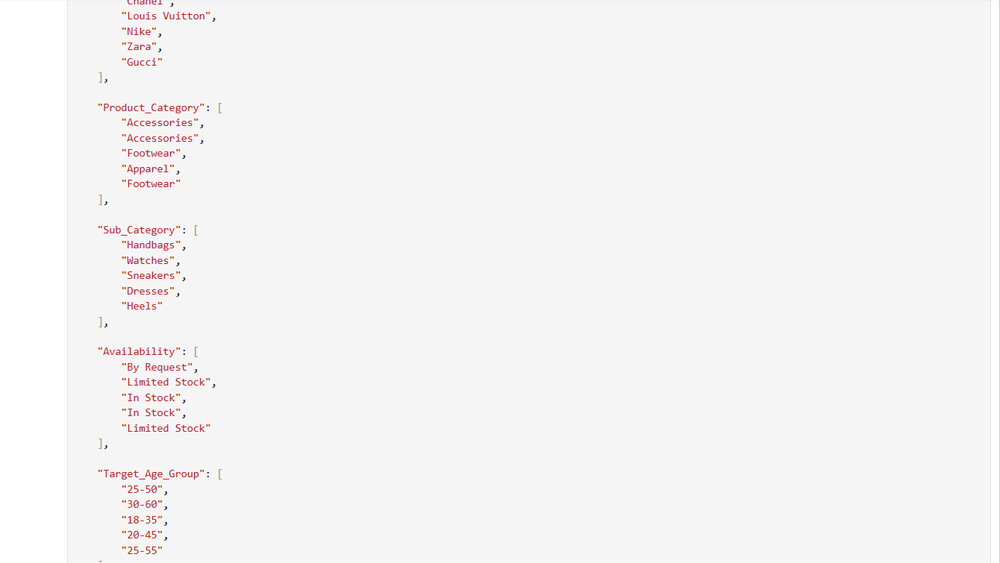 "Chanel",
"Louis Vuitton",
"Nike",
"Zara",
"Gucci"
],
"Product_Category": [
"Accessories",
"Accessories",
"Footwear",
"Apparel",
"Footwear"
],
"Sub_Category": [
"Handbags",
"Watches",
"Sneakers",
"Dresses",
"Heels"
],
"Availability": [
"By Request",
"Limited Stock",
"In Stock",
"In Stock",
"Limited Stock"
],
"Target_Age_Group": [
"25-50",
"30-60",
"18-35",
"20-45",
"25-55"